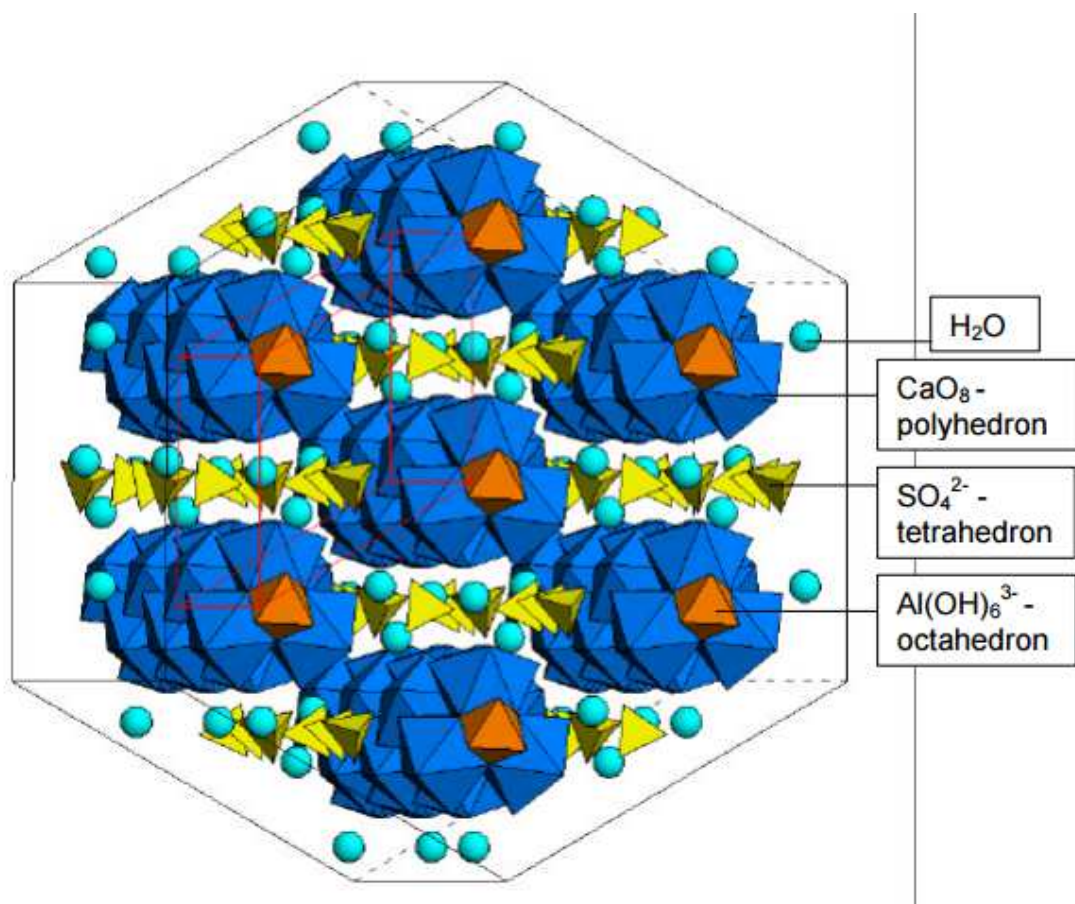 H₂O
CaO₈ -
polyhedron
SO₄²⁻ -
tetrahedron
Al(OH)₆³⁻ -
octahedron